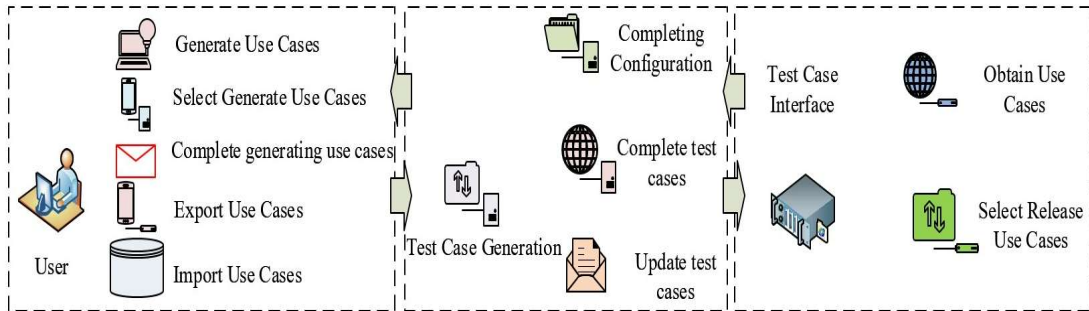 Generate Use Cases
Select Generate Use Cases
Complete generating use cases
Export Use Cases
User
Import Use Cases
Completing
Configuration
Complete test
cases
Test Case Generation
Update test
cases
Test Case
Interface
Obtain Use
Cases
Select Release
Use Cases